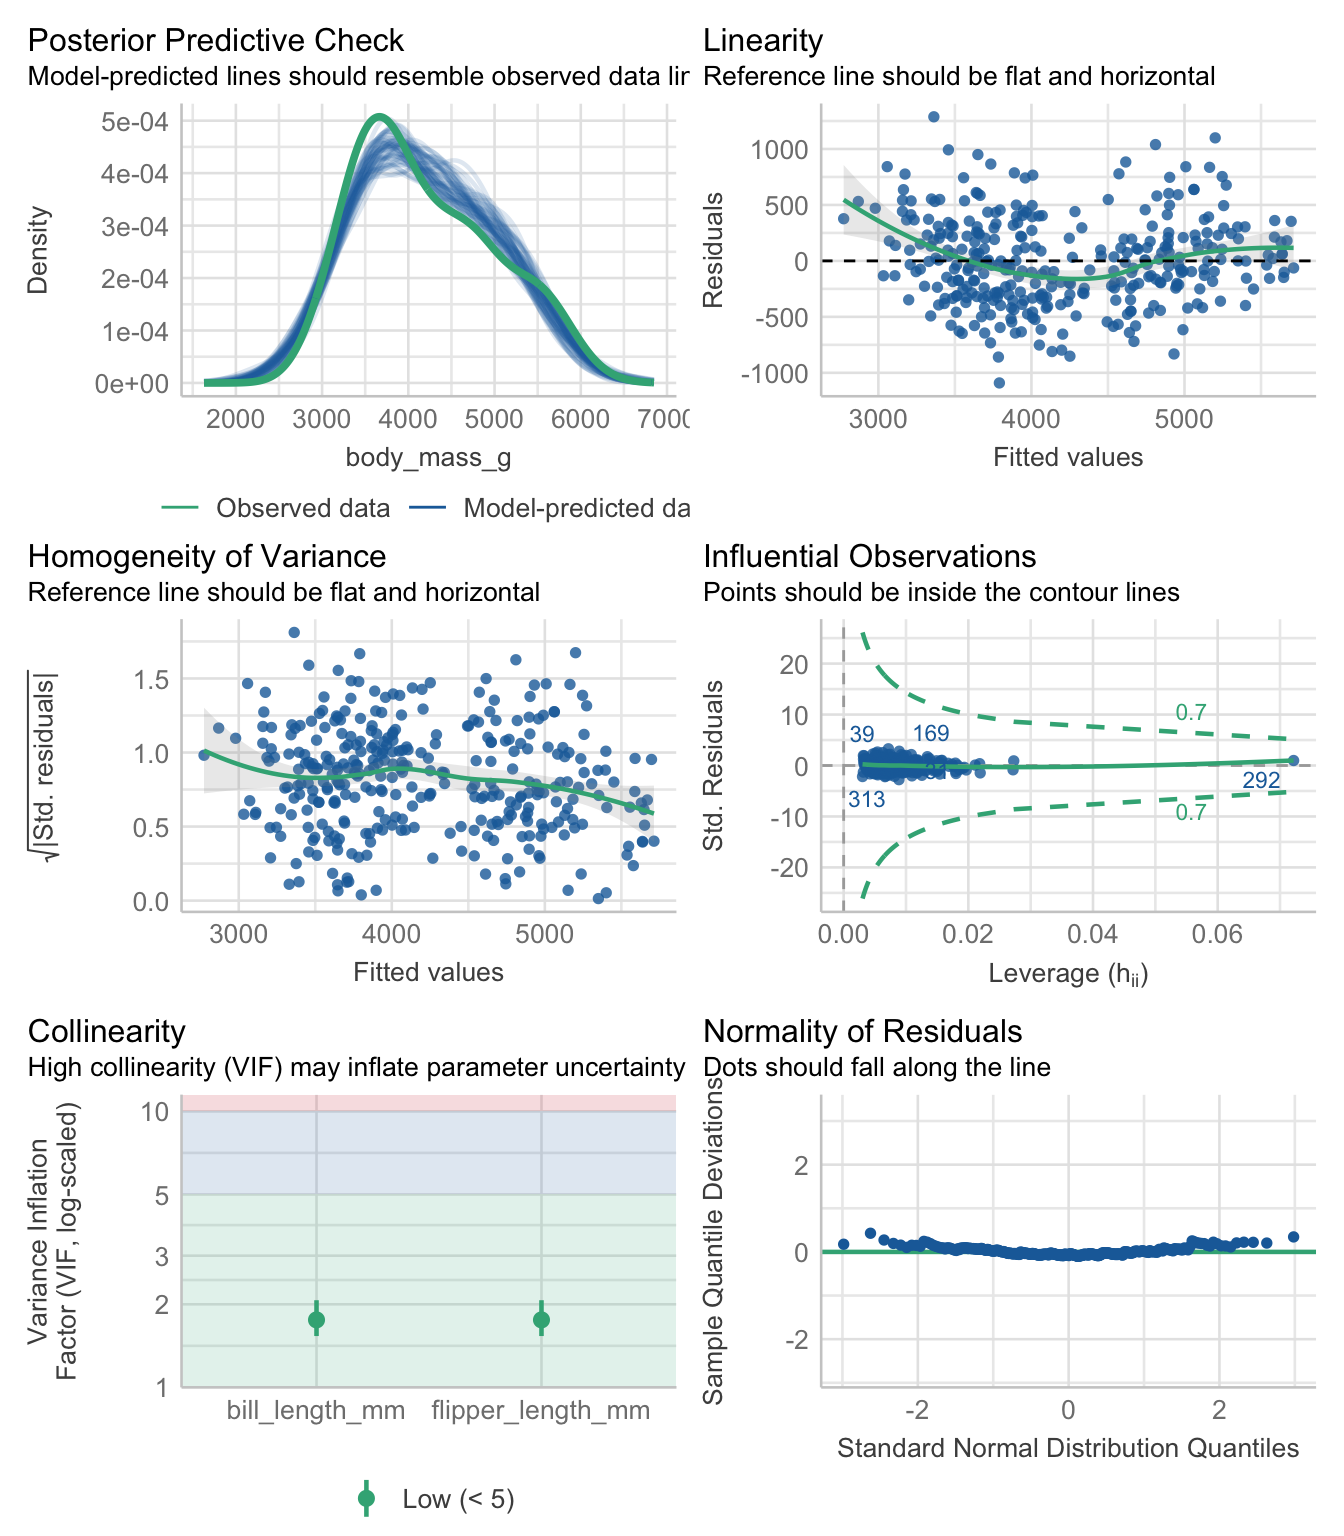 Posterior Predictive Check
Model-predicted lines should resemble observed data lin
5e-04
4e-04
3e-04
2e-04
1e-04
0e+00
Density
2000 3000 4000 5000 6000 7000
body_mass_g
Observed data Model-predicted da
Linearity
Reference line should be flat and horizontal
1000
500
0
-500
-1000
Residuals
3000 4000 5000
Fitted values
Homogeneity of Variance
Reference line should be flat and horizontal
1.5
1.0
0.5
0.0
√|Std. residuals|
3000 4000 5000
Fitted values
Influential Observations
Points should be inside the contour lines
20
10
0
-10
-20
Std. Residuals
0.7
39 169
292
313
0.7
0.00 0.02 0.04 0.06
Leverage (hii)
Collinearity
High collinearity (VIF) may inflate parameter uncertainty
10
5
3
2
1
Variance Inflation
Factor (VIF, log-scaled)
bill_length_mm flipper_length_mm
Low (< 5)
Normality of Residuals
Dots should fall along the line
2
0
-2
Sample Quantile Deviations
-2 0 2
Standard Normal Distribution Quantiles